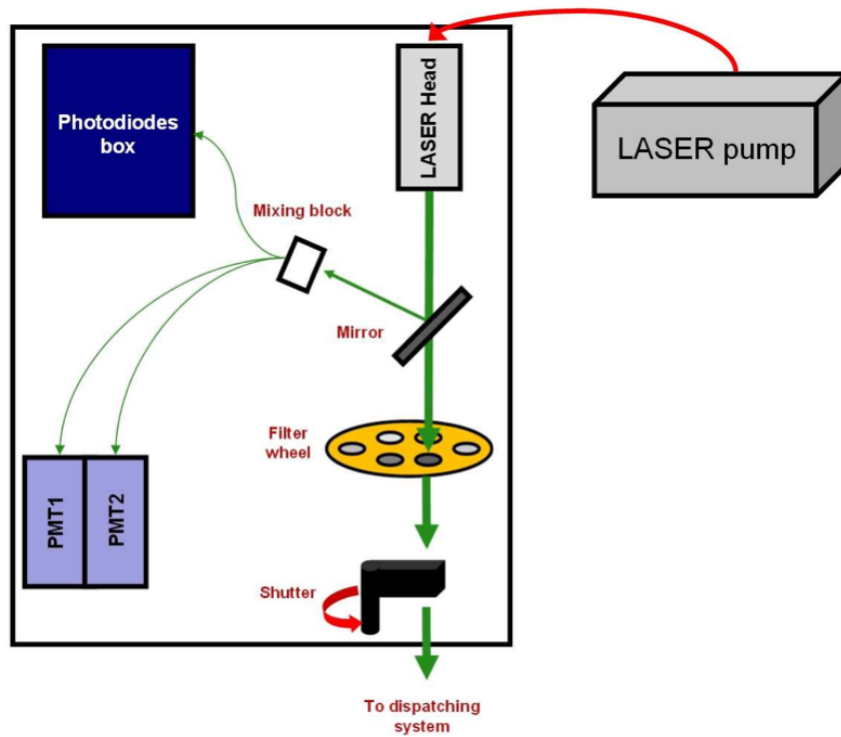 Photodiodes
box
LASER Head
LASER pump
Mixing block
Mirror
Filter
wheel
PMT1
PMT2
Shutter
To dispatching
system